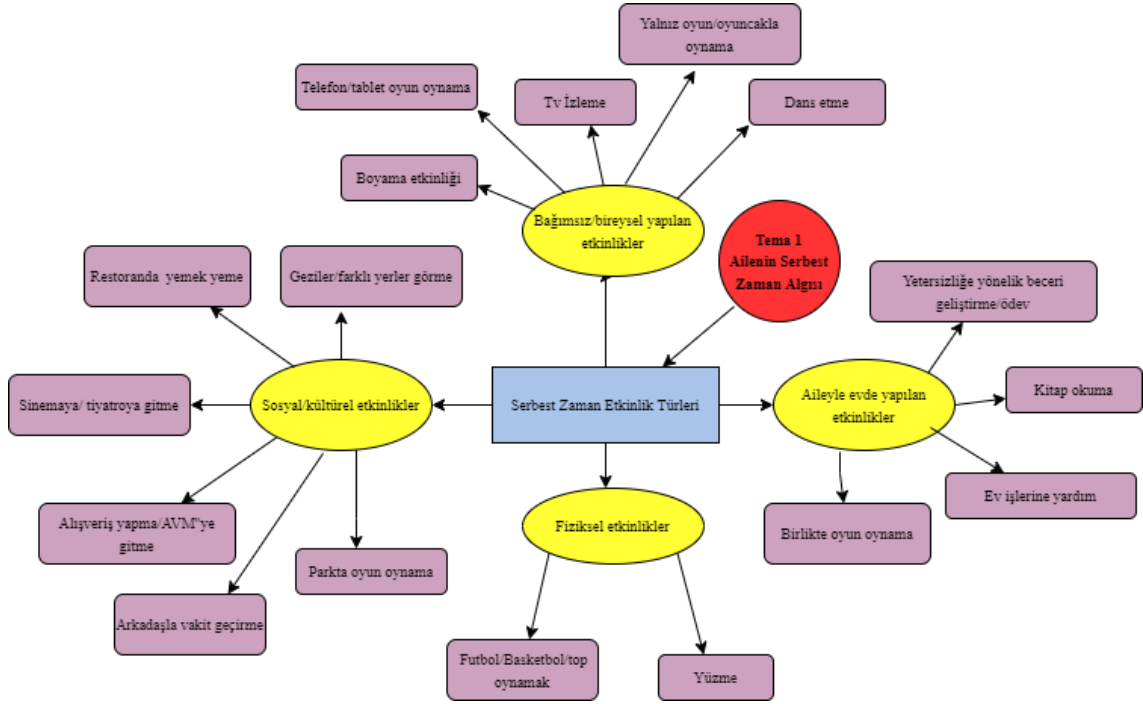 Yalnız oyun/oyuncakla
oynama
Telefon/tablet oyun oynama
Tv İzleme
Dans etme
Boyama etkinliği
Bağımsız/bireysel yapılan
etkinlikler
Tema 1
Ailenin Serbest
Zaman Algısı
Restoranda yemek yeme
Geziler/farklı yerler görme
Yetersizliğe yönelik beceri
geliştirme/ödev
Sinemaya/ tiyatroya gitme
Sosyal/kültürel etkinlikler
Serbest Zaman Etkinlik Türleri
Aileyle evde yapılan
etkinlikler
Kitap okuma
Alışveriş yapma/AVM"ye
gitme
Fiziksel etkinlikler
Birlikte oyun oynama
Ev işlerine yardım
Arkadaşla vakit geçirme
Parkta oyun oynama
Futbol/Basketbol/top
oynamak
Yüzme